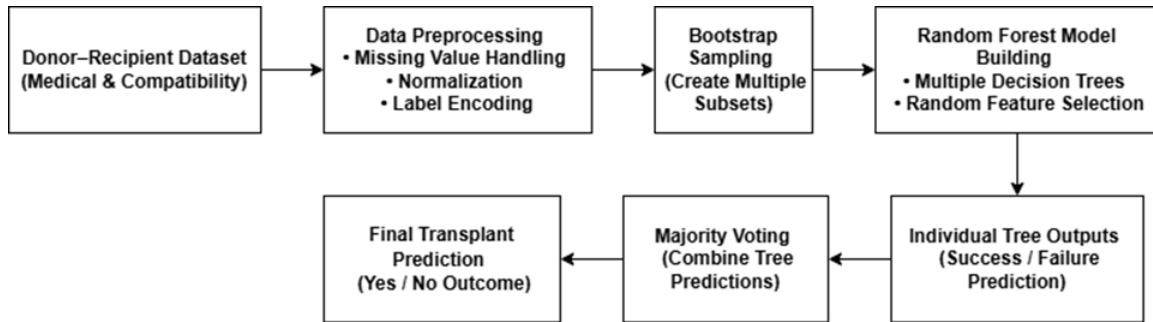 Donor–Recipient Dataset
(Medical & Compatibility)
Data Preprocessing
• Missing Value Handling
• Normalization
• Label Encoding
Bootstrap
Sampling
(Create Multiple
Subsets)
Random Forest Model
Building
• Multiple Decision Trees
• Random Feature Selection
Individual Tree Outputs
(Success / Failure
Prediction)
Majority Voting
(Combine Tree
Predictions)
Final Transplant
Prediction
(Yes / No Outcome)